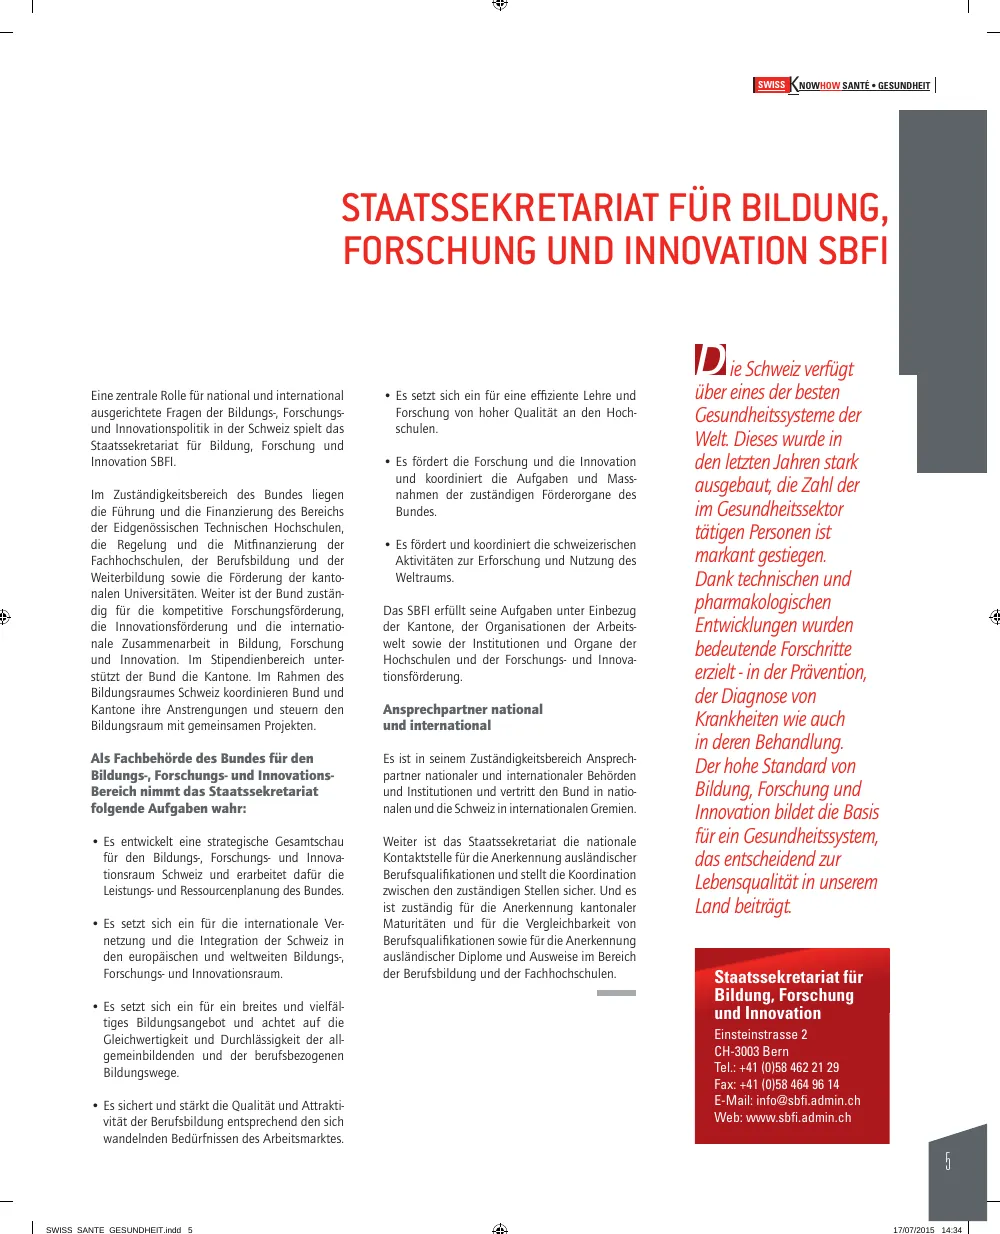 SWISS KNOWHOW SANTÉ • GESUNDHEIT
STAATSSEKRETARIAT FÜR BILDUNG,
FORSCHUNG UND INNOVATION SBFI
Eine zentrale Rolle für national und international
ausgerichtete Fragen der Bildungs-, Forschungs-
und Innovationspolitik in der Schweiz spielt das
Staatssekretariat für Bildung, Forschung und
Innovation SBFI.
Im Zuständigkeitsbereich des Bundes liegen
die Führung und die Finanzierung des Bereichs
der Eidgenössischen Technischen Hochschulen,
die Regelung und die Mitfinanzierung der
Fachhochschulen, der Berufsbildung und der
Weiterbildung sowie die Förderung der kanto-
nalen Universitäten. Weiter ist der Bund zustän-
dig für die kompetitive Forschungsförderung,
die Innovationsförderung und die internatio-
nale Zusammenarbeit in Bildung, Forschung
und Innovation. Im Stipendienbereich unter-
stützt der Bund die Kantone. Im Rahmen des
Bildungsraumes Schweiz koordinieren Bund und
Kantone ihre Anstrengungen und steuern den
Bildungsraum mit gemeinsamen Projekten.
Als Fachbehörde des Bundes für den
Bildungs-, Forschungs- und Innovations-
Bereich nimmt das Staatssekretariat
folgende Aufgaben wahr:
• Es entwickelt eine strategische Gesamtschau
für den Bildungs-, Forschungs- und Innova-
tionsraum Schweiz und erarbeitet dafür die
Leistungs- und Ressourcenplanung des Bundes.
• Es setzt sich ein für die internationale Ver-
netzung und die Integration der Schweiz in
den europäischen und weltweiten Bildungs-,
Forschungs- und Innovationsraum.
• Es setzt sich ein für ein breites und vielfäl-
tiges Bildungsangebot und achtet auf die
Gleichwertigkeit und Durchlässigkeit der all-
gemeinbildenden und der berufsbezogenen
Bildungswege.
• Es sichert und stärkt die Qualität und Attrakti-
vität der Berufsbildung entsprechend den sich
wandelnden Bedürfnissen des Arbeitsmarktes.
• Es setzt sich ein für eine effiziente Lehre und
Forschung von hoher Qualität an den Hoch-
schulen.
• Es fördert die Forschung und die Innovation
und koordiniert die Aufgaben und Mass-
nahmen der zuständigen Förderorgane des
Bundes.
• Es fördert und koordiniert die schweizerischen
Aktivitäten zur Erforschung und Nutzung des
Weltraums.
Das SBFI erfüllt seine Aufgaben unter Einbezug
der Kantone, der Organisationen der Arbeits-
welt sowie der Institutionen und Organe der
Hochschulen und der Forschungs- und Innova-
tionsförderung.
Ansprechpartner national
und international
Es ist in seinem Zuständigkeitsbereich Ansprech-
partner nationaler und internationaler Behörden
und Institutionen und vertritt den Bund in natio-
nalen und die Schweiz in internationalen Gremien.
Weiter ist das Staatssekretariat die nationale
Kontaktstelle für die Anerkennung ausländischer
Berufsqualifikationen und stellt die Koordination
zwischen den zuständigen Stellen sicher. Und es
ist zuständig für die Anerkennung kantonaler
Maturitäten und für die Vergleichbarkeit von
Berufsqualifikationen sowie für die Anerkennung
ausländischer Diplome und Ausweise im Bereich
der Berufsbildung und der Fachhochschulen.
Die Schweiz verfügt
über eines der besten
Gesundheitssysteme der
Welt. Dieses wurde in
den letzten Jahren stark
ausgebaut, die Zahl der
im Gesundheitssektor
tätigen Personen ist
markant gestiegen.
Dank technischen und
pharmakologischen
Entwicklungen wurden
bedeutende Forschritte
erzielt - in der Prävention,
der Diagnose von
Krankheiten wie auch
in deren Behandlung.
Der hohe Standard von
Bildung, Forschung und
Innovation bildet die Basis
für ein Gesundheitssystem,
das entscheidend zur
Lebensqualität in unserem
Land beiträgt.
Staatssekretariat für
Bildung, Forschung
und Innovation
Einsteinstrasse 2
CH-3003 Bern
Tel.: +41 (0)58 462 21 29
Fax: +41 (0)58 464 96 14
E-Mail: info@sbfi.admin.ch
Web: www.sbfi.admin.ch
5
SWISS_SANTE_GESUNDHEIT.indd 5
17/07/2015 14:34